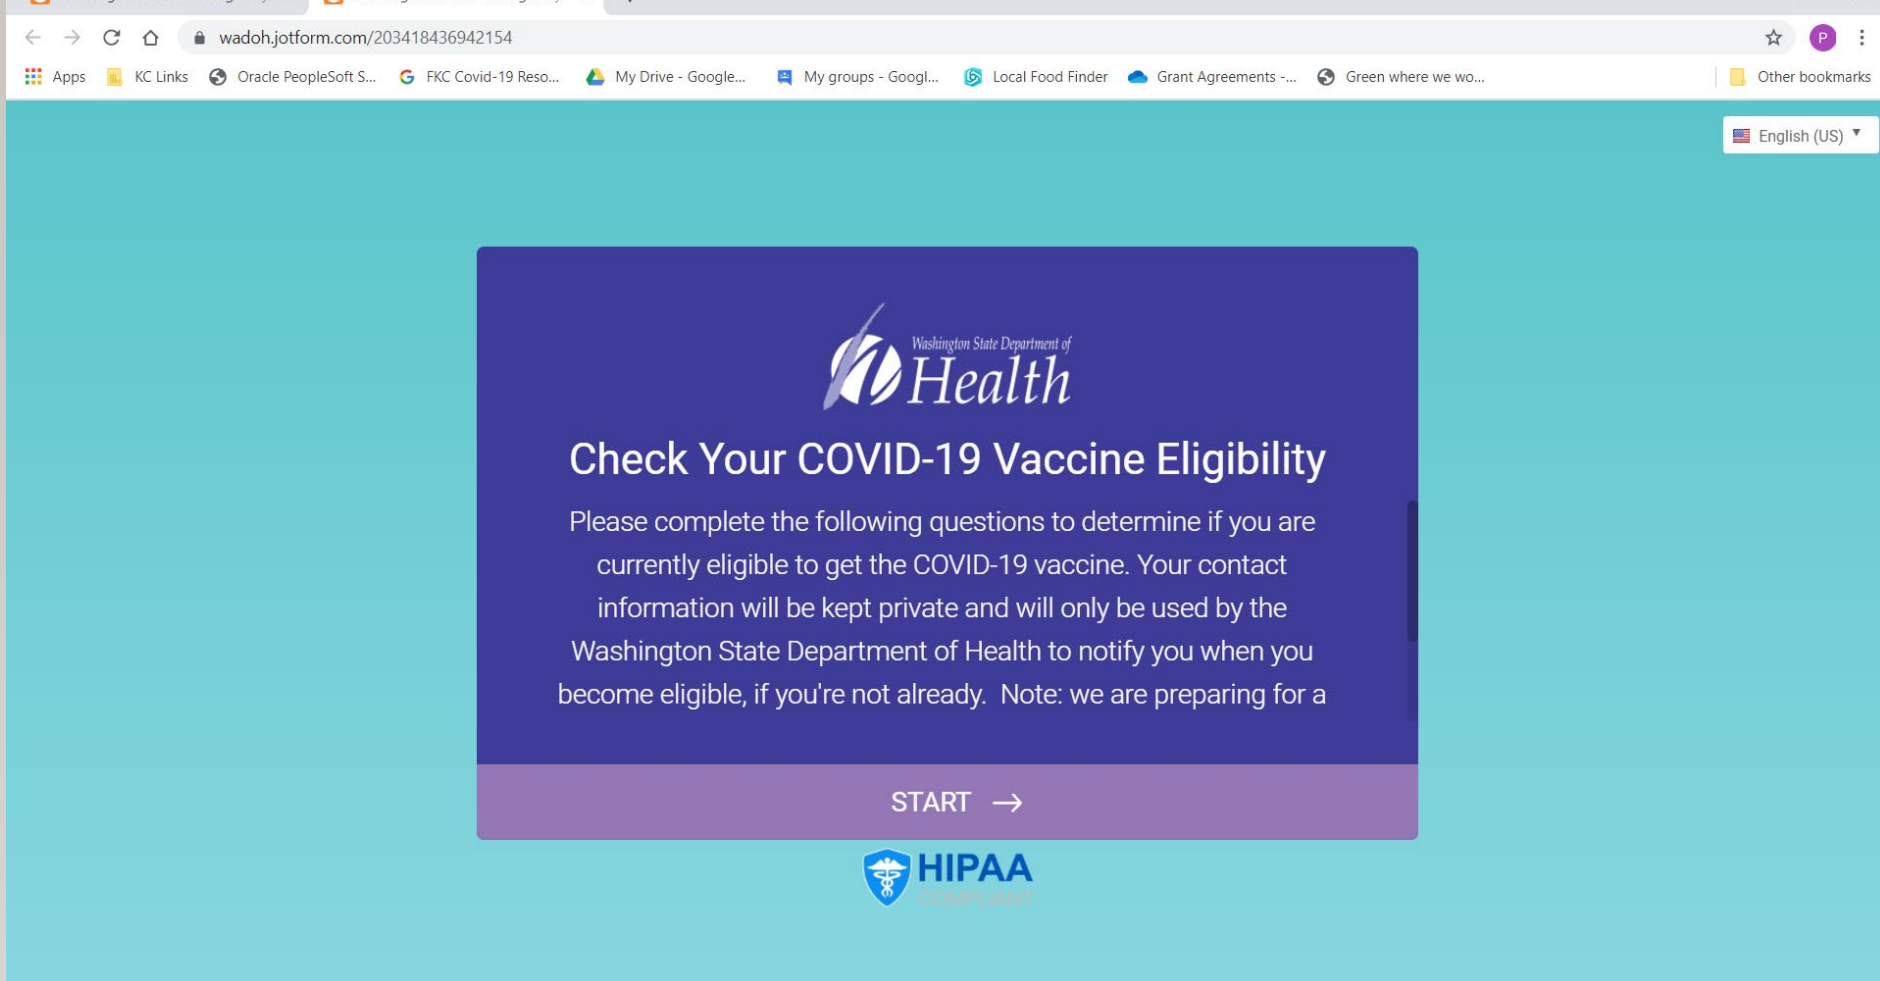 wadoh.jotform.com/203418436942154
P
Apps KC Links Oracle PeopleSoft S... FKC Covid-19 Reso... My Drive - Google... My groups - Googl... Local Food Finder Grant Agreements -... Green where we wo... Other bookmarks
English (US)
Washington State Department of
Health
Check Your COVID-19 Vaccine Eligibility
Please complete the following questions to determine if you are
currently eligible to get the COVID-19 vaccine. Your contact
information will be kept private and will only be used by the
Washington State Department of Health to notify you when you
become eligible, if you're not already. Note: we are preparing for a
START →
HIPAA
COMPLIANT